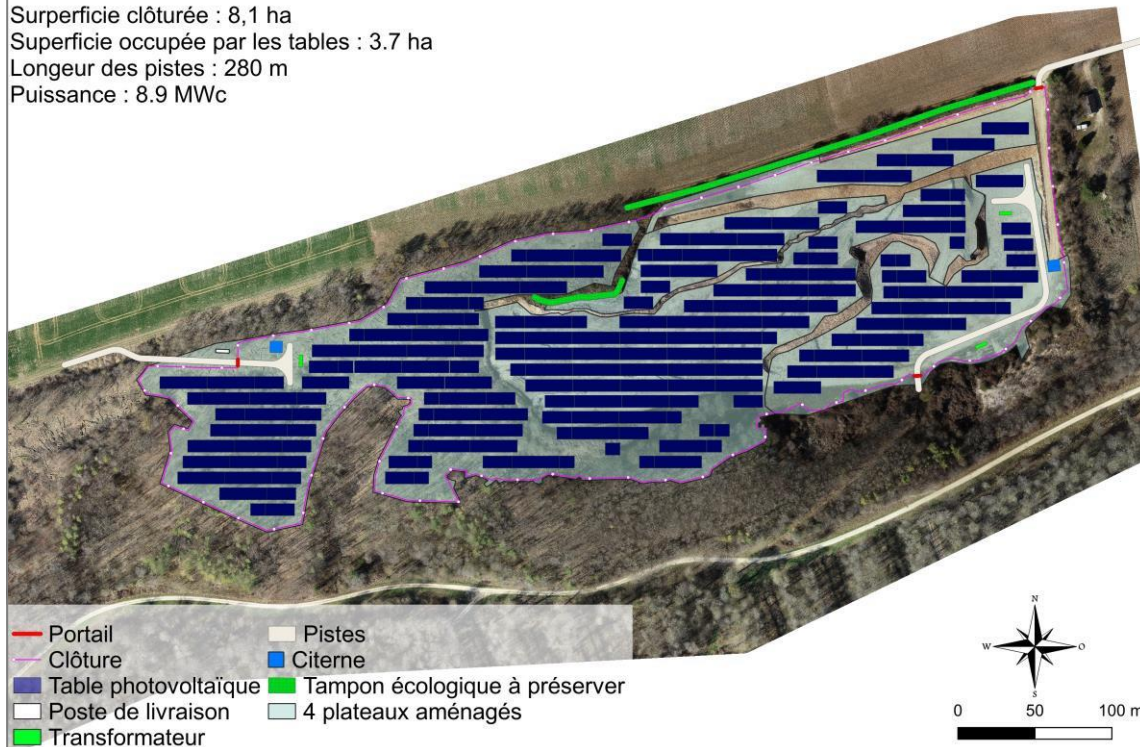 Surperficie clôturée : 8,1 ha
Superficie occupée par les tables : 3.7 ha
Longeur des pistes : 280 m
Puissance : 8.9 MWc
Portail
Pistes
Clôture
Citerne
Table photovoltaïque
Tampon écologique à préserver
Poste de livraison
4 plateaux aménagés
Transformateur
N
W
O
S
0 50 100 m